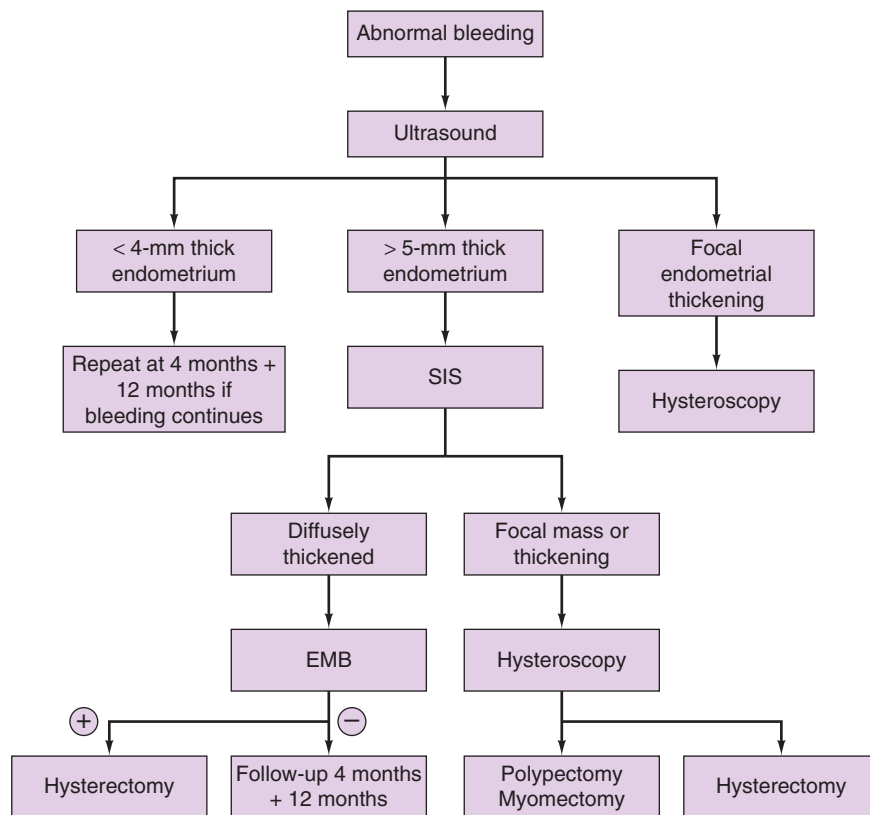 Abnormal bleeding
Ultrasound
< 4-mm thick
endometrium
> 5-mm thick
endometrium
Focal
endometrial
thickening
Repeat at 4 months +
12 months if
bleeding continues
SIS
Hysteroscopy
Diffusely
thickened
Focal mass or
thickening
EMB
Hysteroscopy
+
−
Hysterectomy
Follow-up 4 months
+ 12 months
Polypectomy
Myomectomy
Hysterectomy